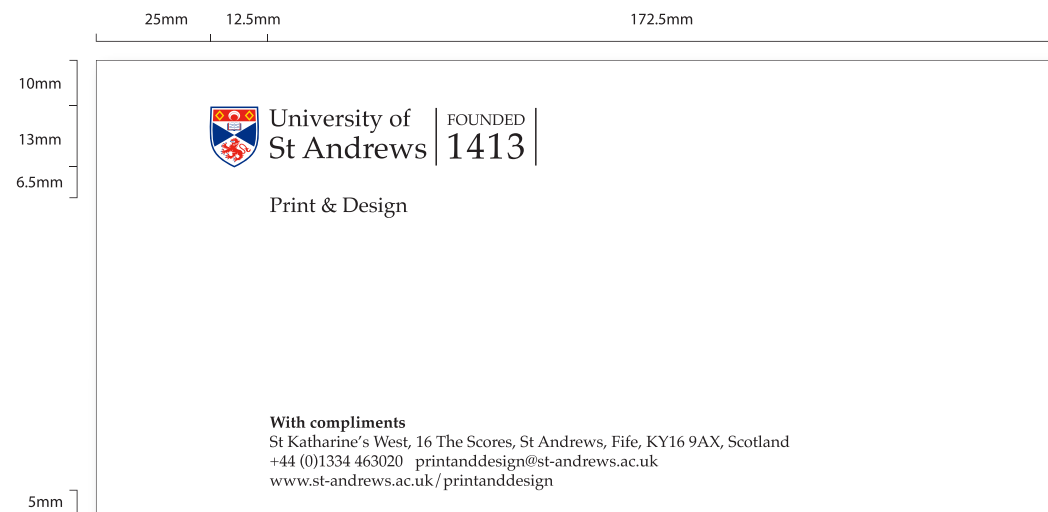 25mm 12.5mm 172.5mm
10mm
13mm
6.5mm
University of
St Andrews
FOUNDED
1413
Print & Design
With compliments
St Katharine’s West, 16 The Scores, St Andrews, Fife, KY16 9AX, Scotland
+44 (0)1334 463020 printanddesign@st-andrews.ac.uk
www.st-andrews.ac.uk/printanddesign
5mm